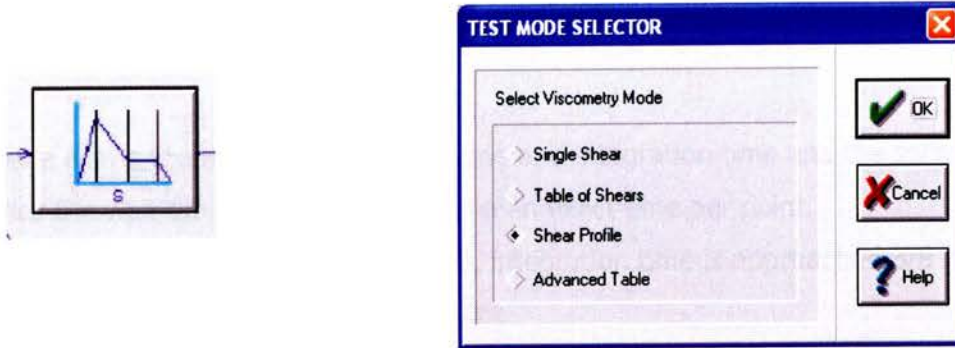 S
TEST MODE SELECTOR
Select Viscometry Mode
Single Shear
Table of Shears
Shear Profile
Advanced Table
OK
Cancel
Help